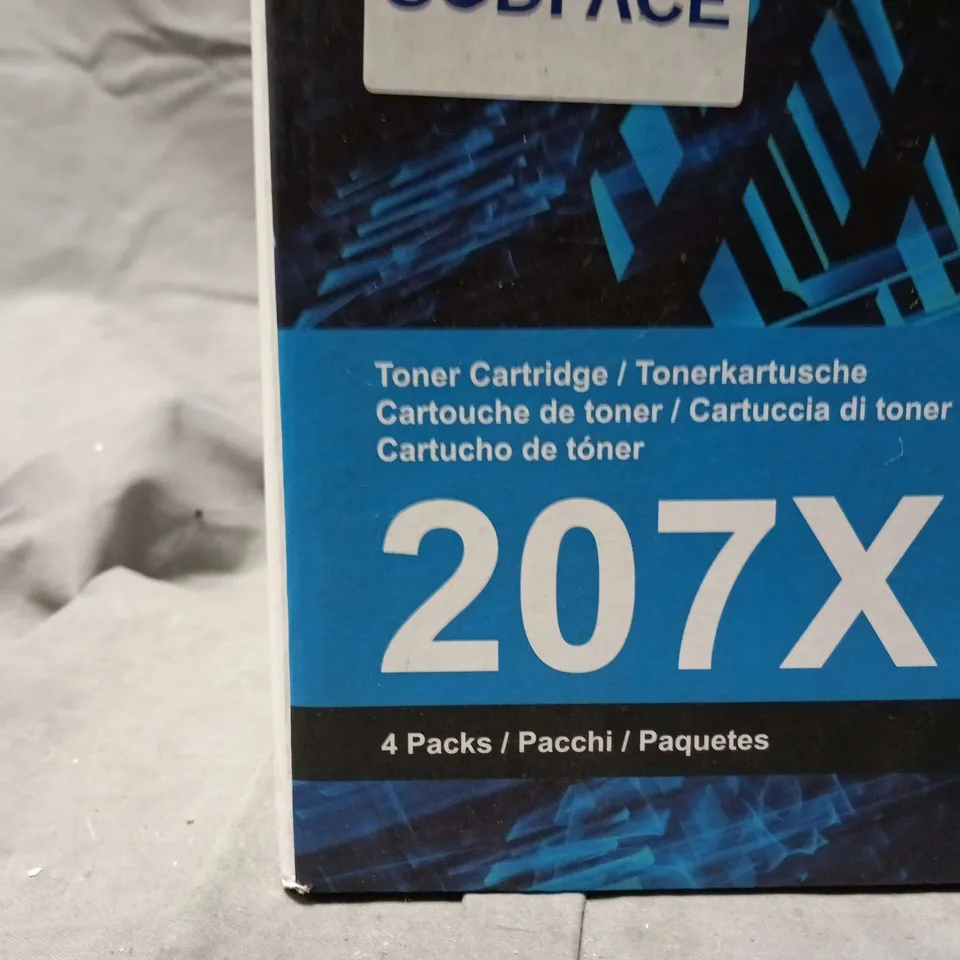 Toner Cartridge / Tonerkartusche
Cartouche de toner / Cartuccia di toner
Cartucho de tóner
207X
4 Packs / Pacchi / Paquetes